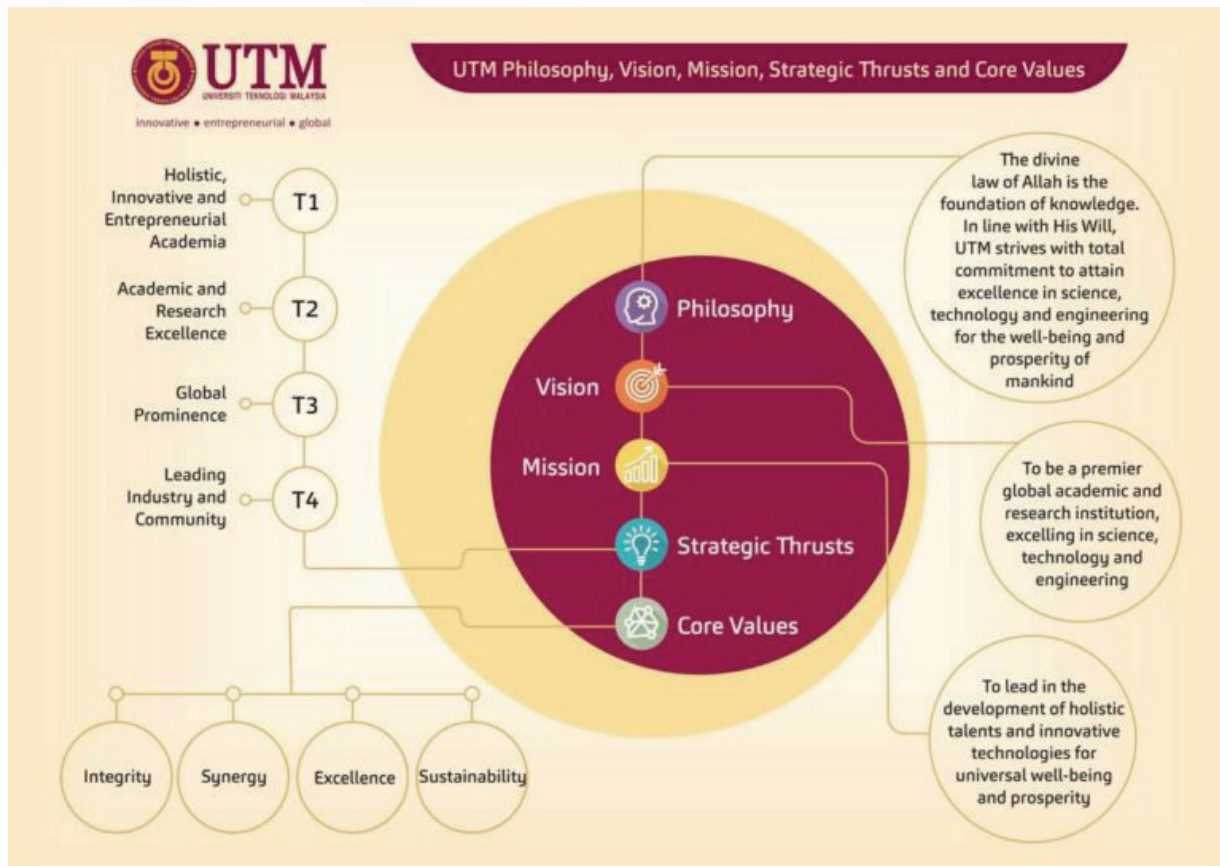 UTM
UNIVERSITI TEKNOLOGI MALAYSIA
innovative • entrepreneurial • global
UTM Philosophy, Vision, Mission, Strategic Thrusts and Core Values
Holistic,
Innovative and
Entrepreneurial
Academia
T1
Academic and
Research
Excellence
T2
Global
Prominence
T3
Leading
Industry and
Community
T4
Philosophy
Vision
Mission
Strategic Thrusts
Core Values
The divine
law of Allah is the
foundation of knowledge.
In line with His Will,
UTM strives with total
commitment to attain
excellence in science,
technology and engineering
for the well-being and
prosperity of
mankind
To be a premier
global academic and
research institution,
excelling in science,
technology and
engineering
To lead in the
development of holistic
talents and innovative
technologies for
universal well-being
and prosperity
Integrity
Synergy
Excellence
Sustainability